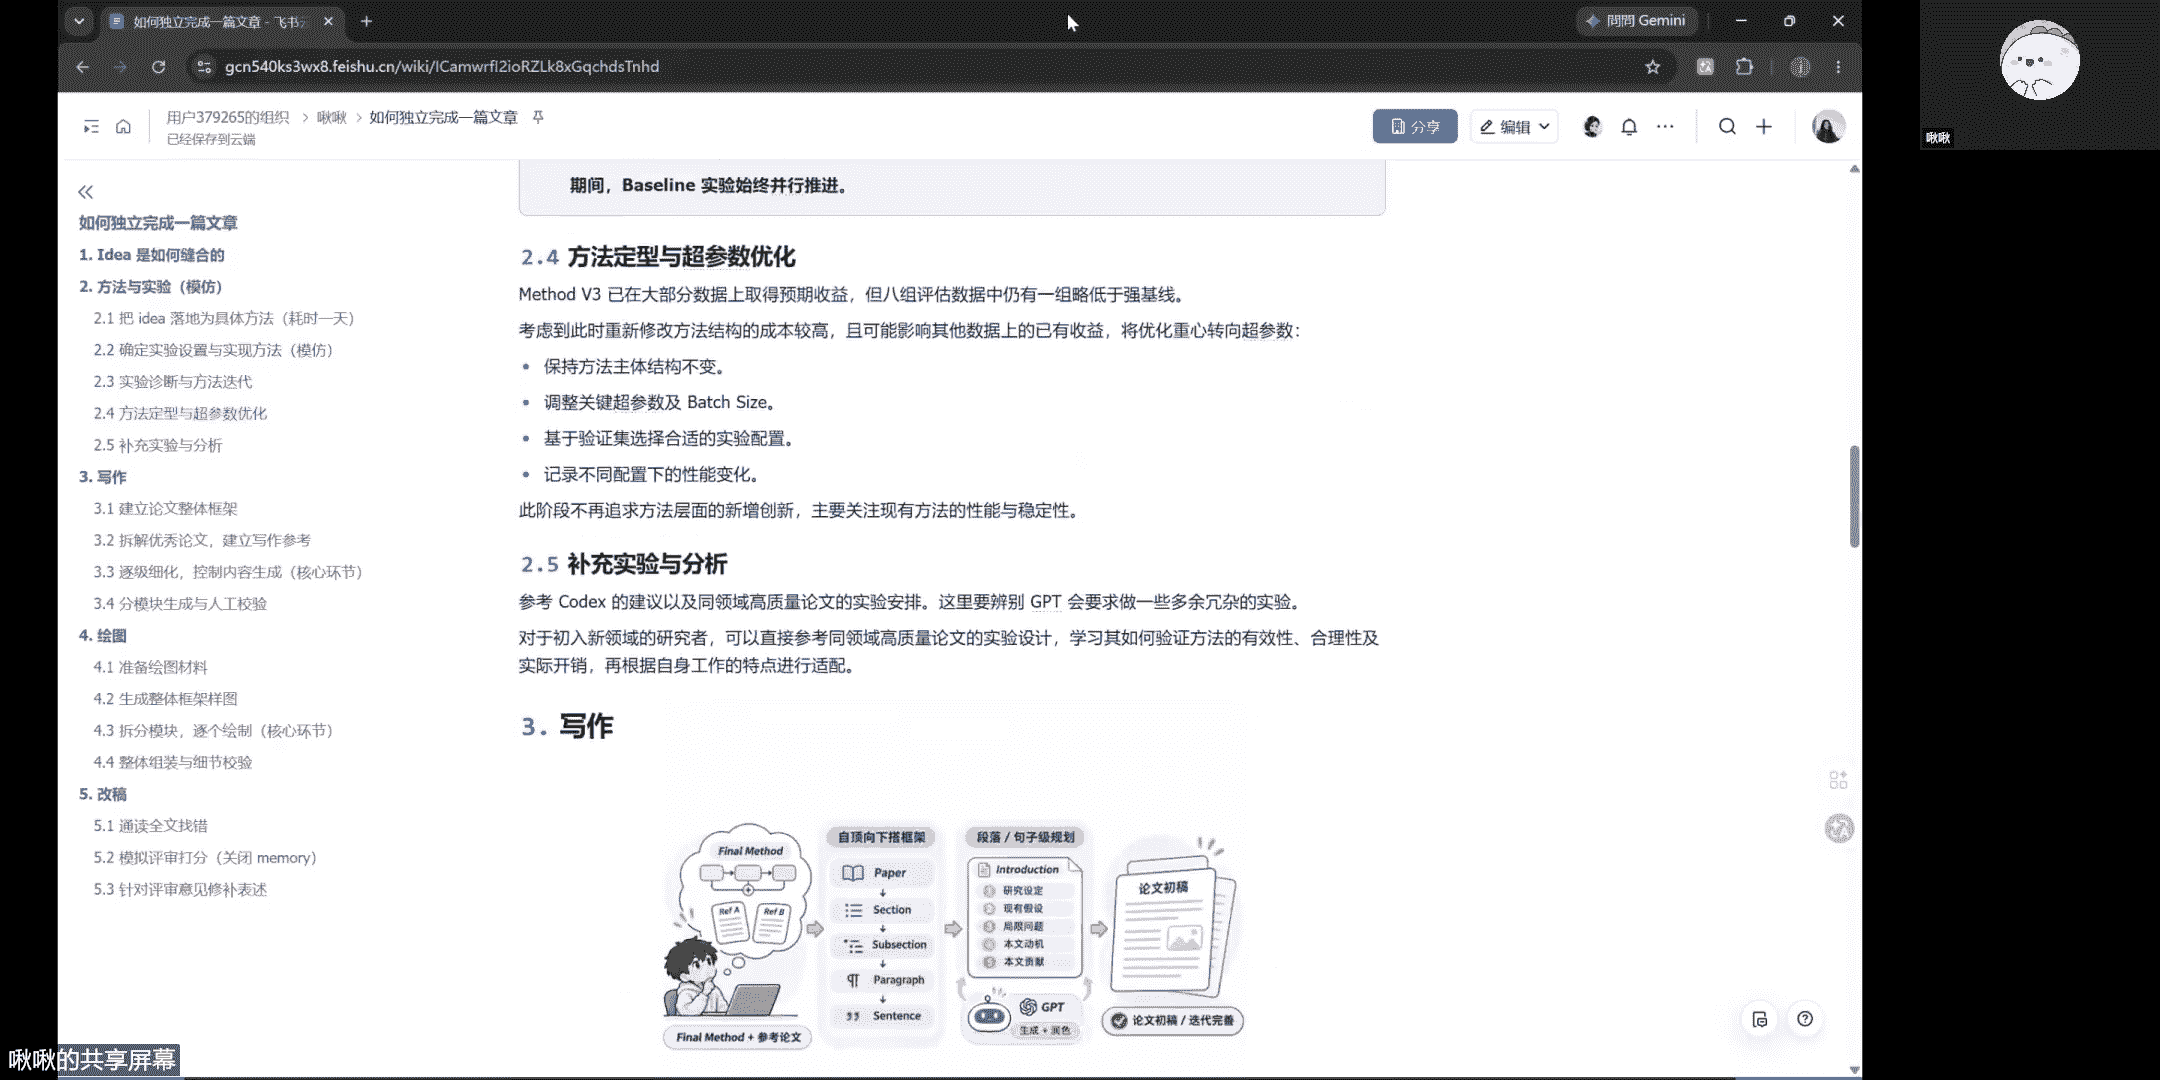 如何独立完成一篇文章 - 飞书
問問 Gemini
gcn540ks3wx8.feishu.cn/wiki/ICamwrfl2ioRZLk8xGqchdsTnhd
用户379265的组织 > 啾啾 > 如何独立完成一篇文章
已经保存到云端
分享
编辑
啾啾
如何独立完成一篇文章
1. Idea 是如何缝合的
2. 方法与实验（模仿）
2.1 把 idea 落地为具体方法（耗时一天）
2.2 确定实验设置与实现方法（模仿）
2.3 实验诊断与方法迭代
2.4 方法定型与超参数优化
2.5 补充实验与分析
3. 写作
3.1 建立论文整体框架
3.2 拆解优秀论文，建立写作参考
3.3 逐级细化，控制内容生成（核心环节）
3.4 分模块生成与人工校验
4. 绘图
4.1 准备绘图材料
4.2 生成整体框架样图
4.3 拆分模块，逐个绘制（核心环节）
4.4 整体组装与细节校验
5. 改稿
5.1 通读全文找错
5.2 模拟评审打分（关闭 memory）
5.3 针对评审意见修补表述
期间，Baseline 实验始终并行推进。
2.4 方法定型与超参数优化
Method V3 已在大部分数据上取得预期收益，但八组评估数据中仍有一组略低于强基线。
考虑到此时重新修改方法结构的成本较高，且可能影响其他数据上的已有收益，将优化重心转向超参数：
• 保持方法主体结构不变。
• 调整关键超参数及 Batch Size。
• 基于验证集选择合适的实验配置。
• 记录不同配置下的性能变化。
此阶段不再追求方法层面的新增创新，主要关注现有方法的性能与稳定性。
2.5 补充实验与分析
参考 Codex 的建议以及同领域高质量论文的实验安排。这里要辨别 GPT 会要求做一些多余冗杂的实验。
对于初入新领域的研究者，可以直接参考同领域高质量论文的实验设计，学习其如何验证方法的有效性、合理性及
实际开销，再根据自身工作的特点进行适配。
3. 写作
Final Method
Ref A
Ref B
Final Method + 参考论文
自顶向下搭框架
Paper
Section
Subsection
Paragraph
Sentence
段落 / 句子级规划
Introduction
研究设定
现有假设
局限问题
本文动机
本文贡献
GPT
生成 + 润色
论文初稿
论文初稿 / 迭代完善
啾啾的共享屏幕